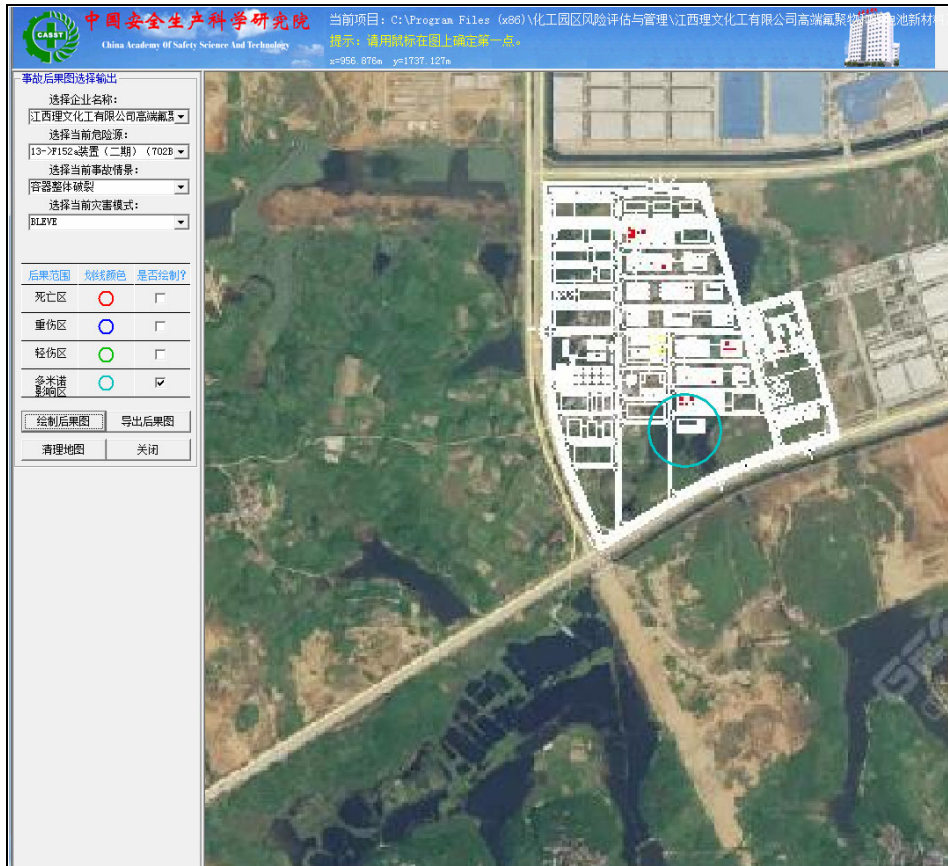 CASST
中国安全生产科学研究院
China Academy Of Safety Science And Technology
当前项目: C:\Program Files (x86)\化工园区风险评估与管理\江西理文化工有限公司高端氟聚物
池新材料
提示: 请用鼠标在图上确定第一点。
x=956.876m y=1737.127m
事故后果图选择输出
选择企业名称:
江西理文化工有限公司高端氟
选择当前危险源:
13->F152a装置(二期)(702B
选择当前事故情景:
容器整体破裂
选择当前灾害模式:
BLEVE
后果范围 划线颜色 是否绘制?
死亡区
重伤区
轻伤区
多米诺
影响区
绘制后果图 导出后果图
清理地图 关闭